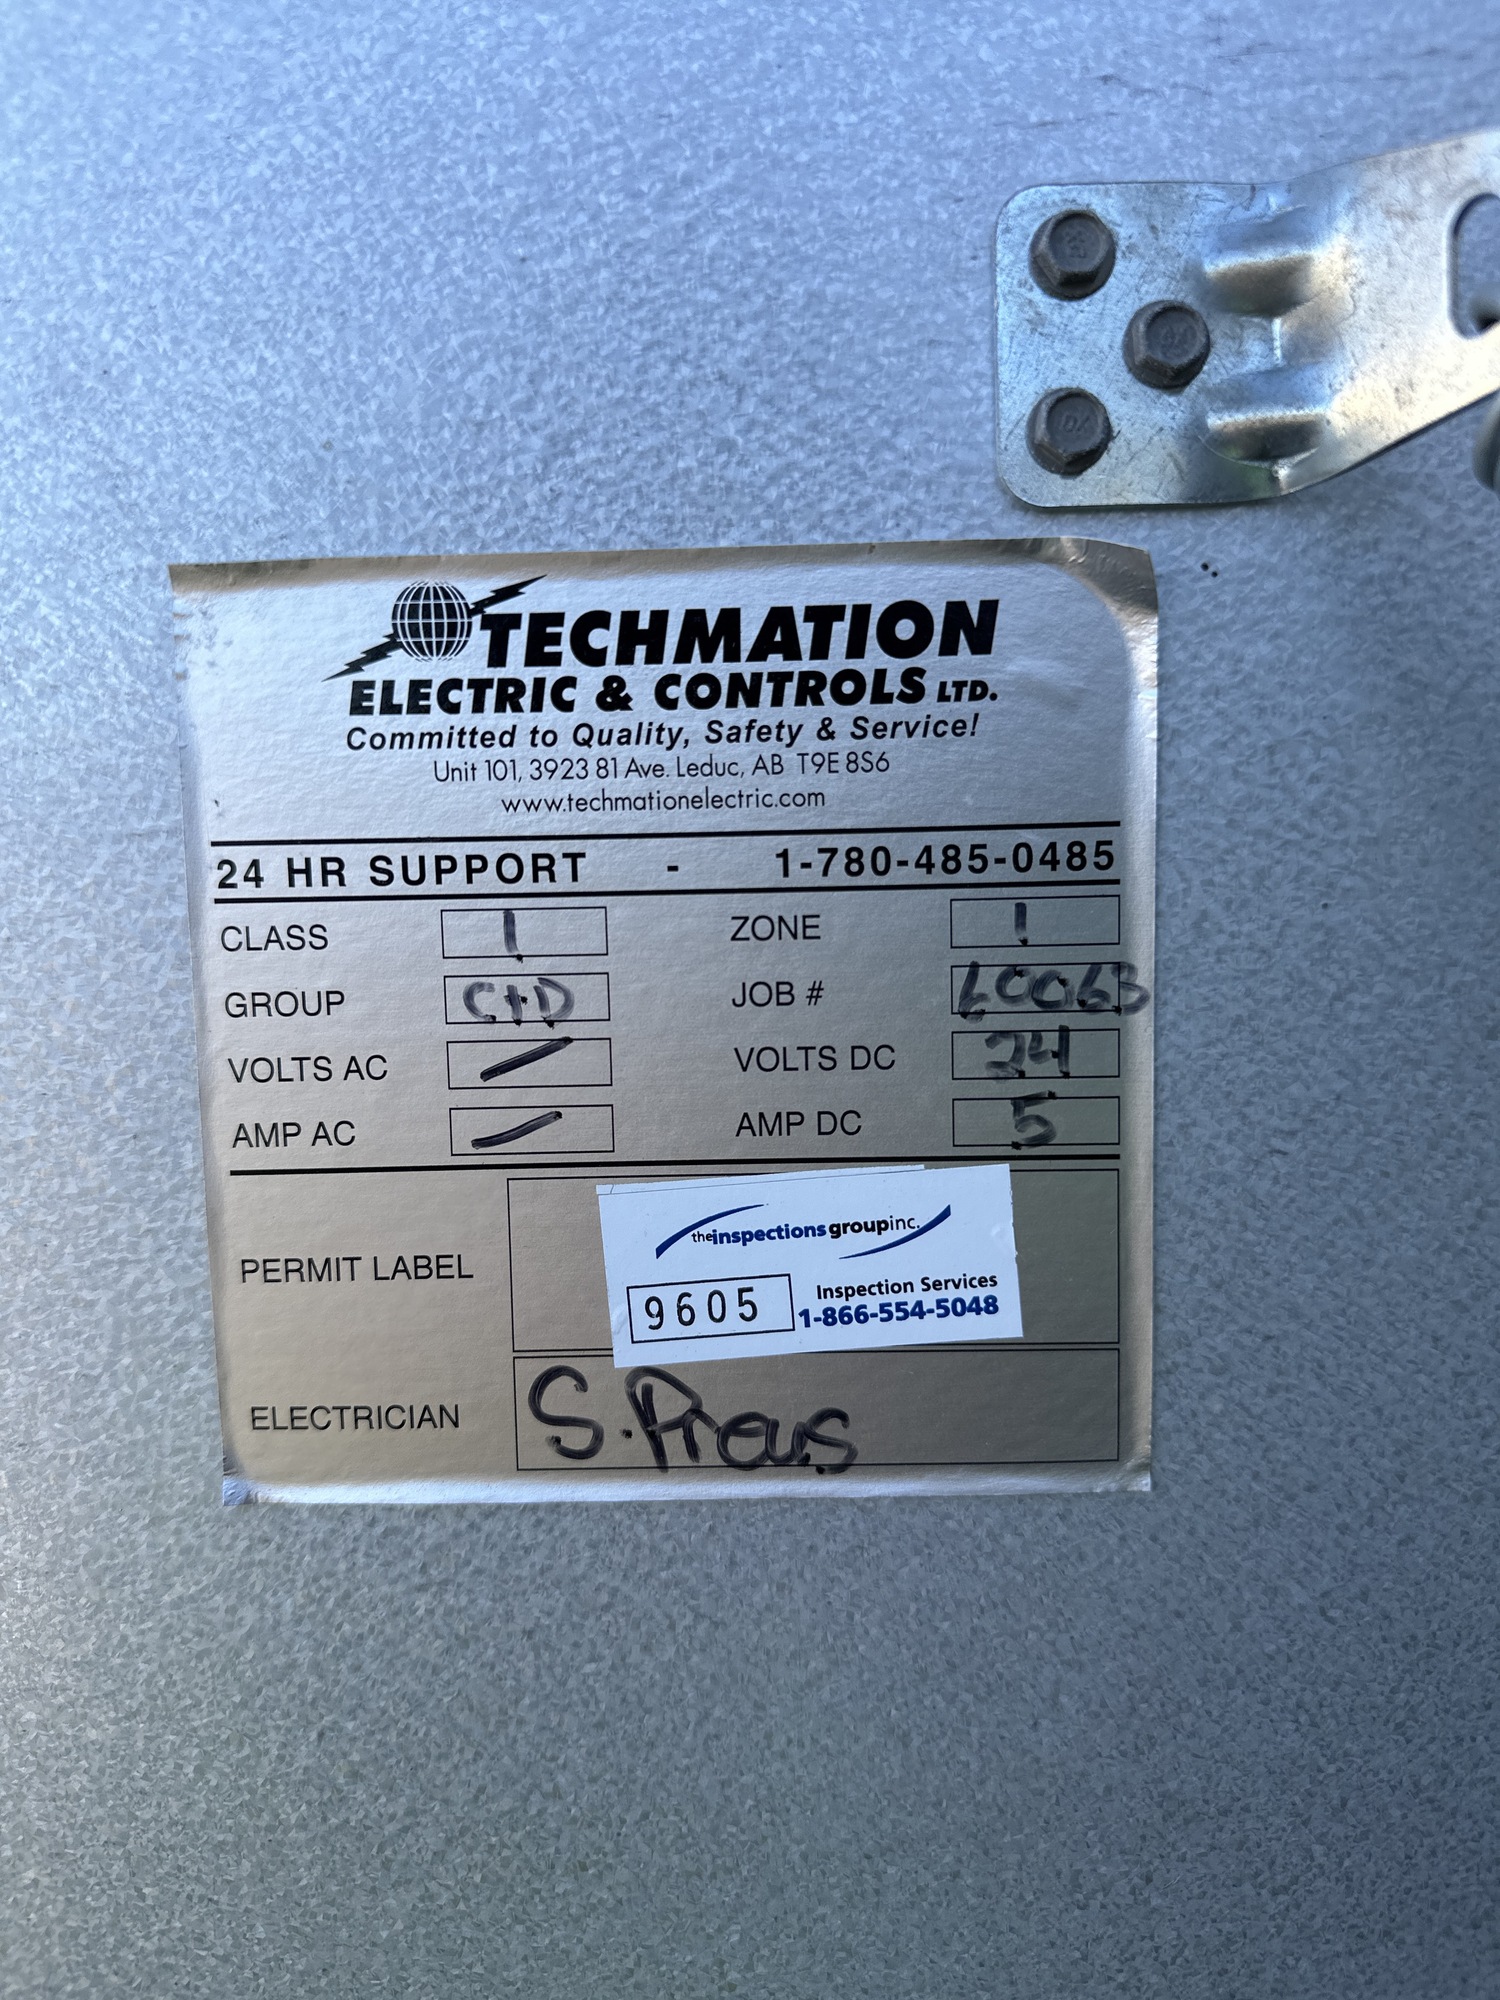 TECHMATION
ELECTRIC & CONTROLS LTD.
Committed to Quality, Safety & Service!
Unit 101, 3923 81 Ave. Leduc, AB T9E 8S6
www.techmationelectric.com
24 HR SUPPORT - 1-780-485-0485
CLASS 1 ZONE 1
GROUP C+D JOB #
VOLTS AC / VOLTS DC 24
AMP AC / AMP DC 5
PERMIT LABEL
theinspectionsgroupinc.
9605
Inspection Services
1-866-554-5048
ELECTRICIAN S. Preus